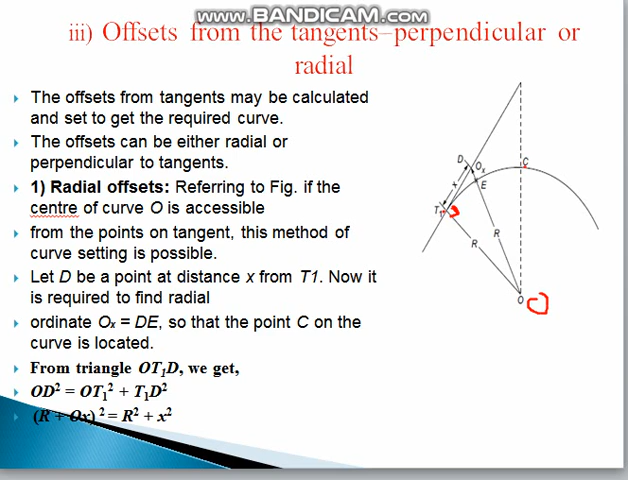 www.BANDICAM.com
iii) Offsets from the tangents–perpendicular or
radial
The offsets from tangents may be calculated
and set to get the required curve.
The offsets can be either radial or
perpendicular to tangents.
1) Radial offsets: Referring to Fig. if the
centre of curve O is accessible
from the points on tangent, this method of
curve setting is possible.
Let D be a point at distance x from T1. Now it
is required to find radial
ordinate Oₓ = DE, so that the point C on the
curve is located.
From triangle OT₁D, we get,
OD² = OT₁² + T₁D²
(R + Ox) ² = R² + x²
D
Oₓ
C
E
x
T₁
R
R
O